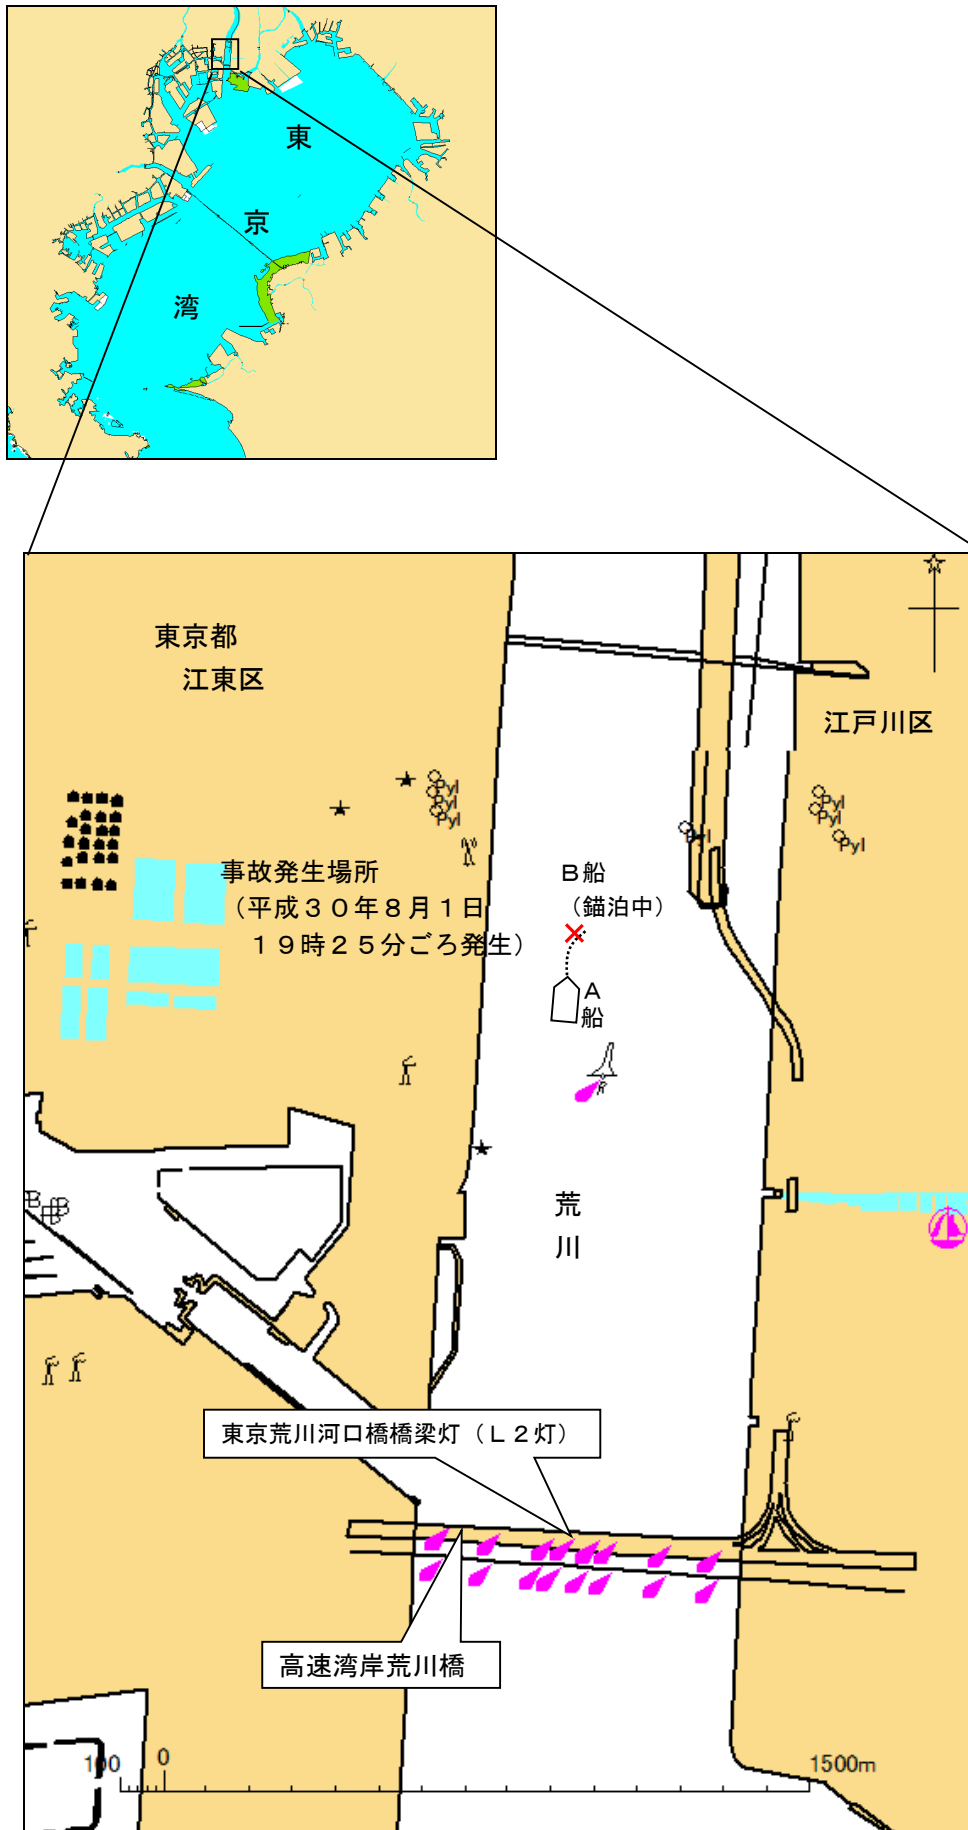 東
京
湾
東京都
江東区
江戸川区
Pyl
Pyl
Pyl
Pyl
Pyl
Pyl
Pyl
事故発生場所
（平成３０年８月１日
１９時２５分ごろ発生）
Ｂ船
（錨泊中）
Ａ
船
荒
川
東京荒川河口橋橋梁灯（Ｌ２灯）
高速湾岸荒川橋
100
0
1500m